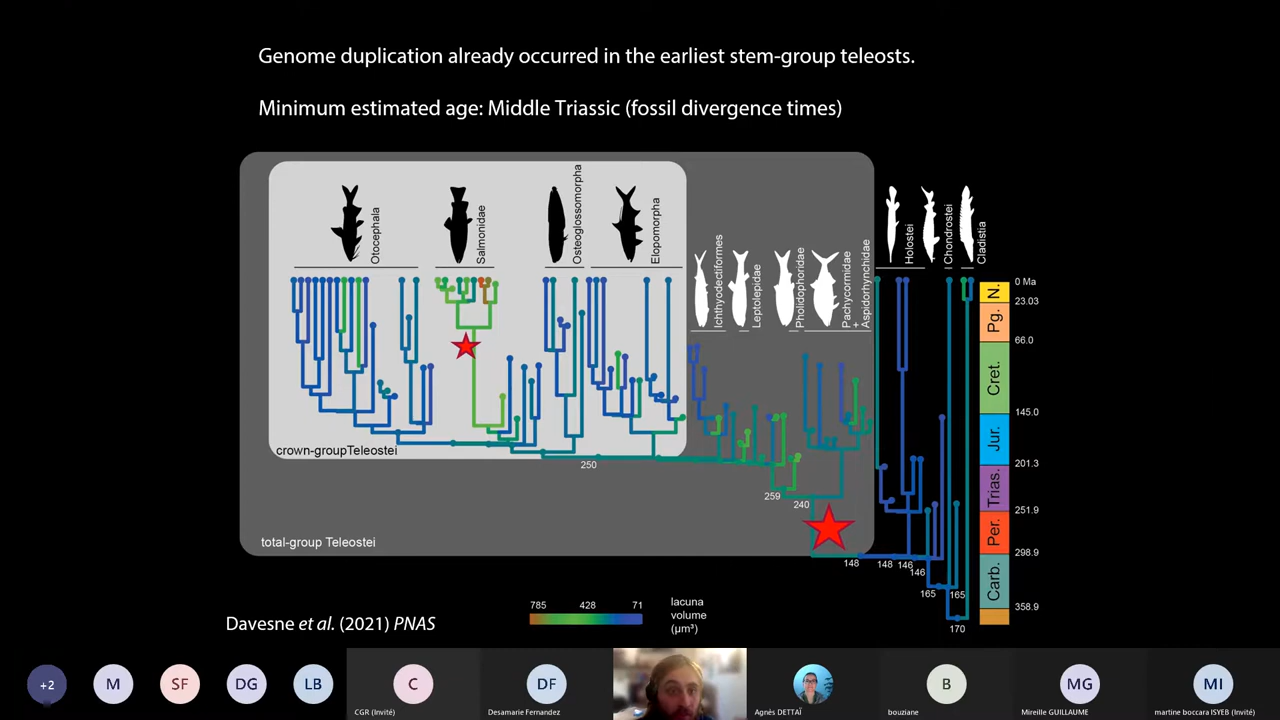 Genome duplication already occurred in the earliest stem-group teleosts.
Minimum estimated age: Middle Triassic (fossil divergence times)
Otocephala
Salmonidae
Osteoglossomorpha
Elopomorpha
Ichthyodectiformes
Leptolepidae
Pholidophoridae
Pachycormidae
+
Aspidorhynchidae
Holostei
Chondrostei
Cladistia
0 Ma
N.
23.03
Pg.
66.0
Cret.
145.0
Jur.
201.3
Trias.
251.9
Per.
298.9
Carb.
358.9
crown-groupTeleostei
250
259
240
total-group Teleostei
148
148
146
146
165
165
170
785
428
71
lacuna
volume
(µm³)
Davesne et al. (2021) PNAS
+2
M
SF
DG
LB
C
CGR (Invité)
DF
Desamarie Fernandez
Agnès DETTAÏ
B
bouziane
MG
Mireille GUILLAUME
MI
martine boccara ISYEB (Invité)